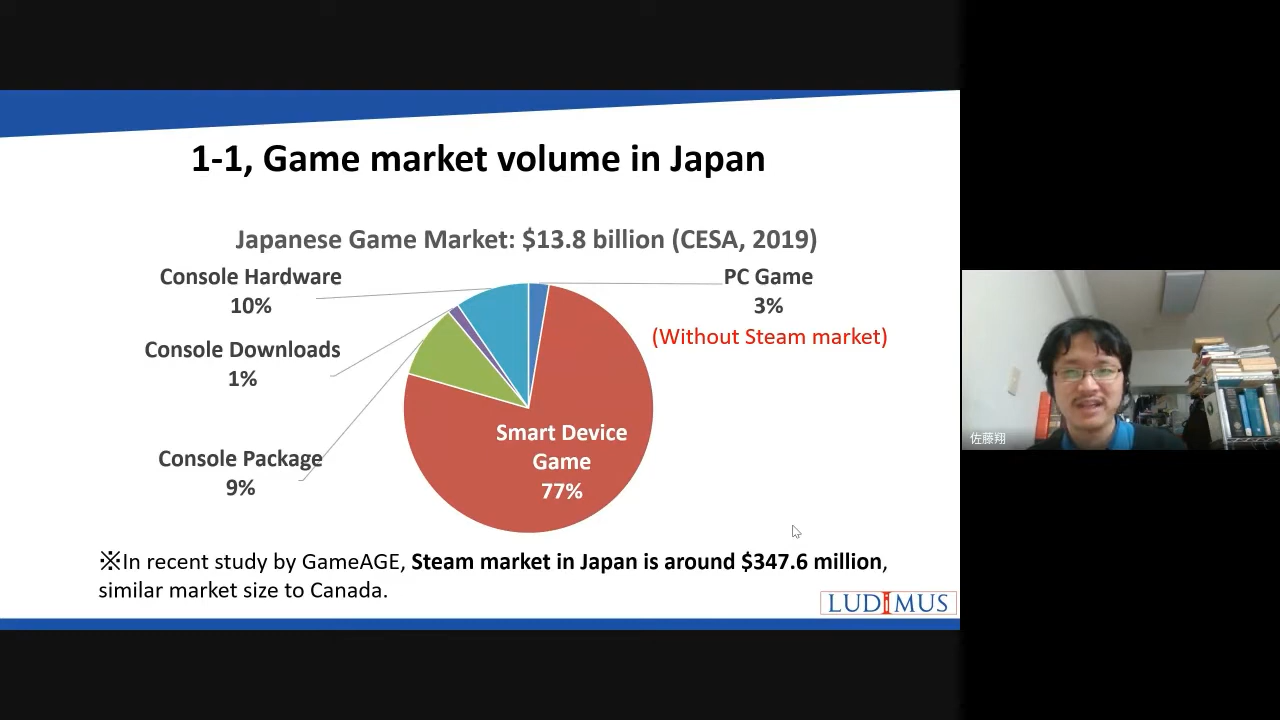 1-1, Game market volume in Japan
Japanese Game Market: $13.8 billion (CESA, 2019)
Console Hardware
10%
PC Game
3%
(Without Steam market)
Console Downloads
1%
Smart Device
Game
77%
Console Package
9%
※In recent study by GameAGE, Steam market in Japan is around $347.6 million,
similar market size to Canada.
LUDiMUS
佐藤翔